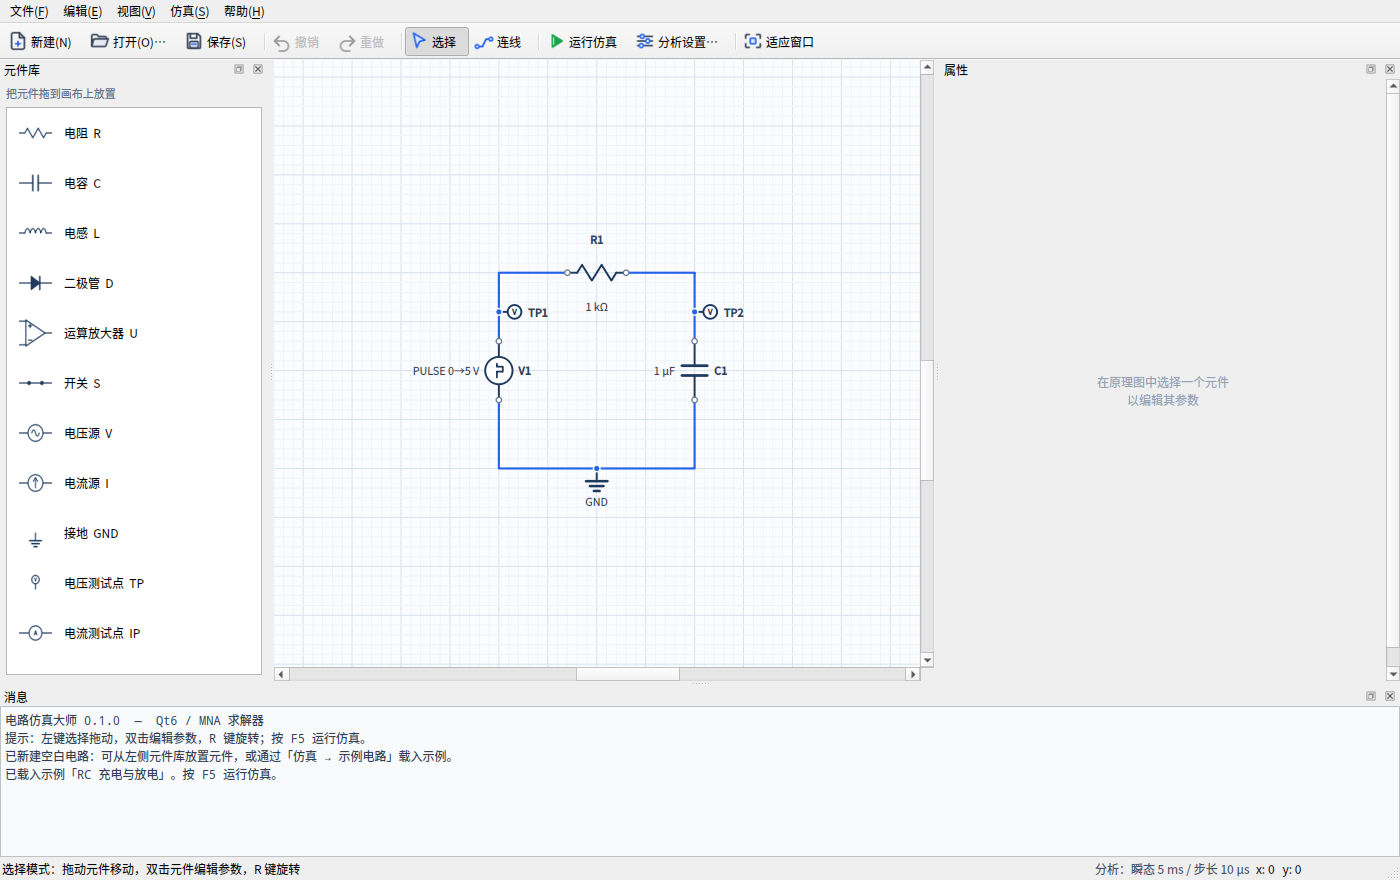 文件(F) 编辑(E) 视图(V) 仿真(S) 帮助(H)
新建(N) 打开(O)… 保存(S) 撤销 重做 选择 连线 运行仿真 分析设置… 适应窗口
元件库
把元件拖到画布上放置
电阻 R
电容 C
电感 L
二极管 D
运算放大器 U
开关 S
电压源 V
电流源 I
接地 GND
电压测试点 TP
电流测试点 IP
R1
1 kΩ
V TP1
V TP2
PULSE 0→5 V V1
1 µF C1
GND
属性
在原理图中选择一个元件
以编辑其参数
消息
电路仿真大师 0.1.0 — Qt6 / MNA 求解器
提示：左键选择拖动，双击编辑参数，R 键旋转；按 F5 运行仿真。
已新建空白电路：可从左侧元件库放置元件，或通过「仿真 → 示例电路」载入示例。
已载入示例「RC 充电与放电」。按 F5 运行仿真。
选择模式：拖动元件移动，双击元件编辑参数，R 键旋转 分析：瞬态 5 ms / 步长 10 µs x: 0 y: 0